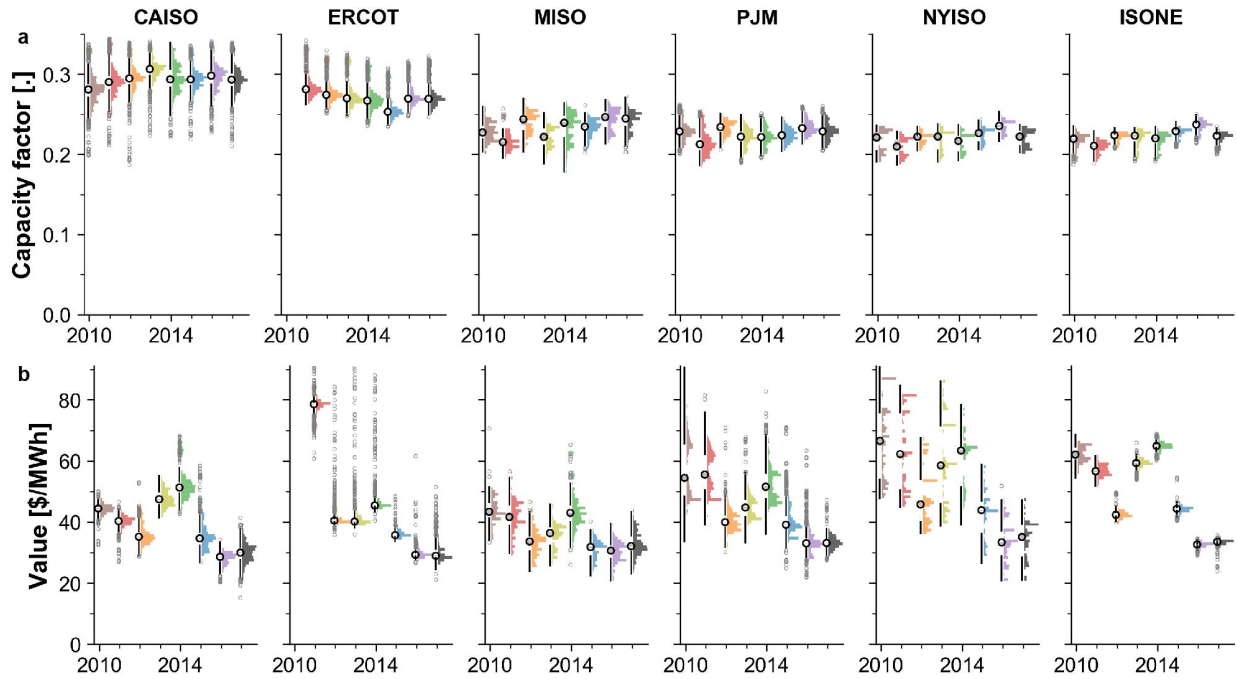 CAISO ERCOT MISO PJM NYISO ISONE
a
Capacity factor [.]
0.3
0.2
0.1
0.0
2010 2014 2010 2014 2010 2014 2010 2014 2010 2014 2010 2014
b
Value [$/MWh]
80
60
40
20
0
2010 2014 2010 2014 2010 2014 2010 2014 2010 2014 2010 2014